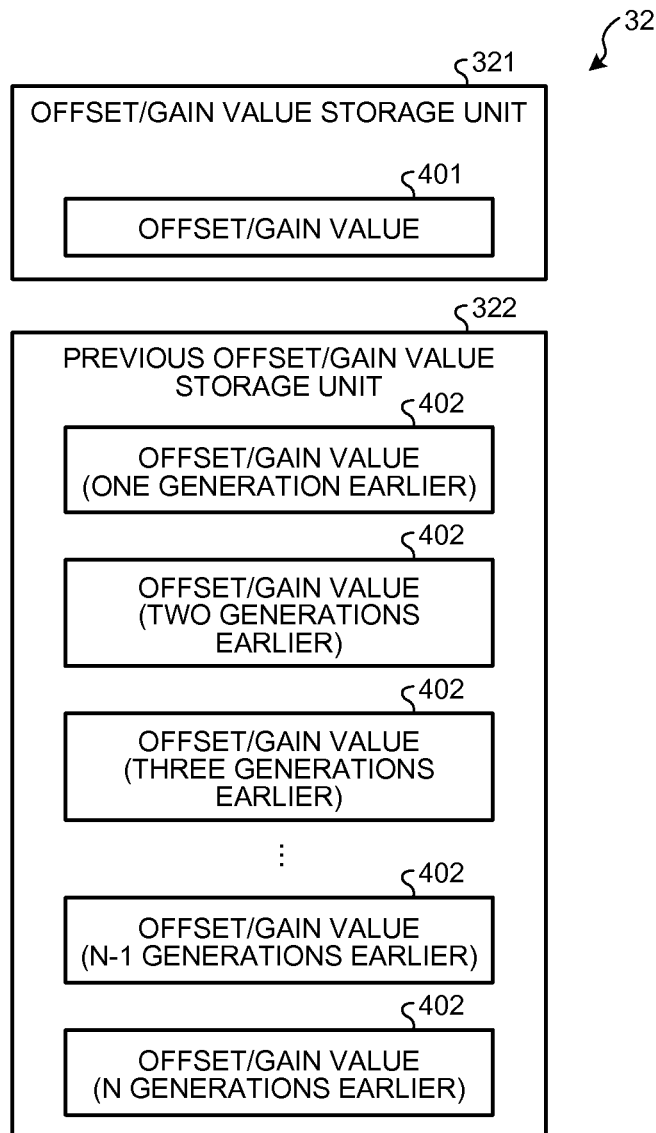 32
321
OFFSET/GAIN VALUE STORAGE UNIT
401
OFFSET/GAIN VALUE
322
PREVIOUS OFFSET/GAIN VALUE
STORAGE UNIT
402
OFFSET/GAIN VALUE
(ONE GENERATION EARLIER)
402
OFFSET/GAIN VALUE
(TWO GENERATIONS
EARLIER)
402
OFFSET/GAIN VALUE
(THREE GENERATIONS
EARLIER)
⋮
402
OFFSET/GAIN VALUE
(N-1 GENERATIONS EARLIER)
402
OFFSET/GAIN VALUE
(N GENERATIONS EARLIER)